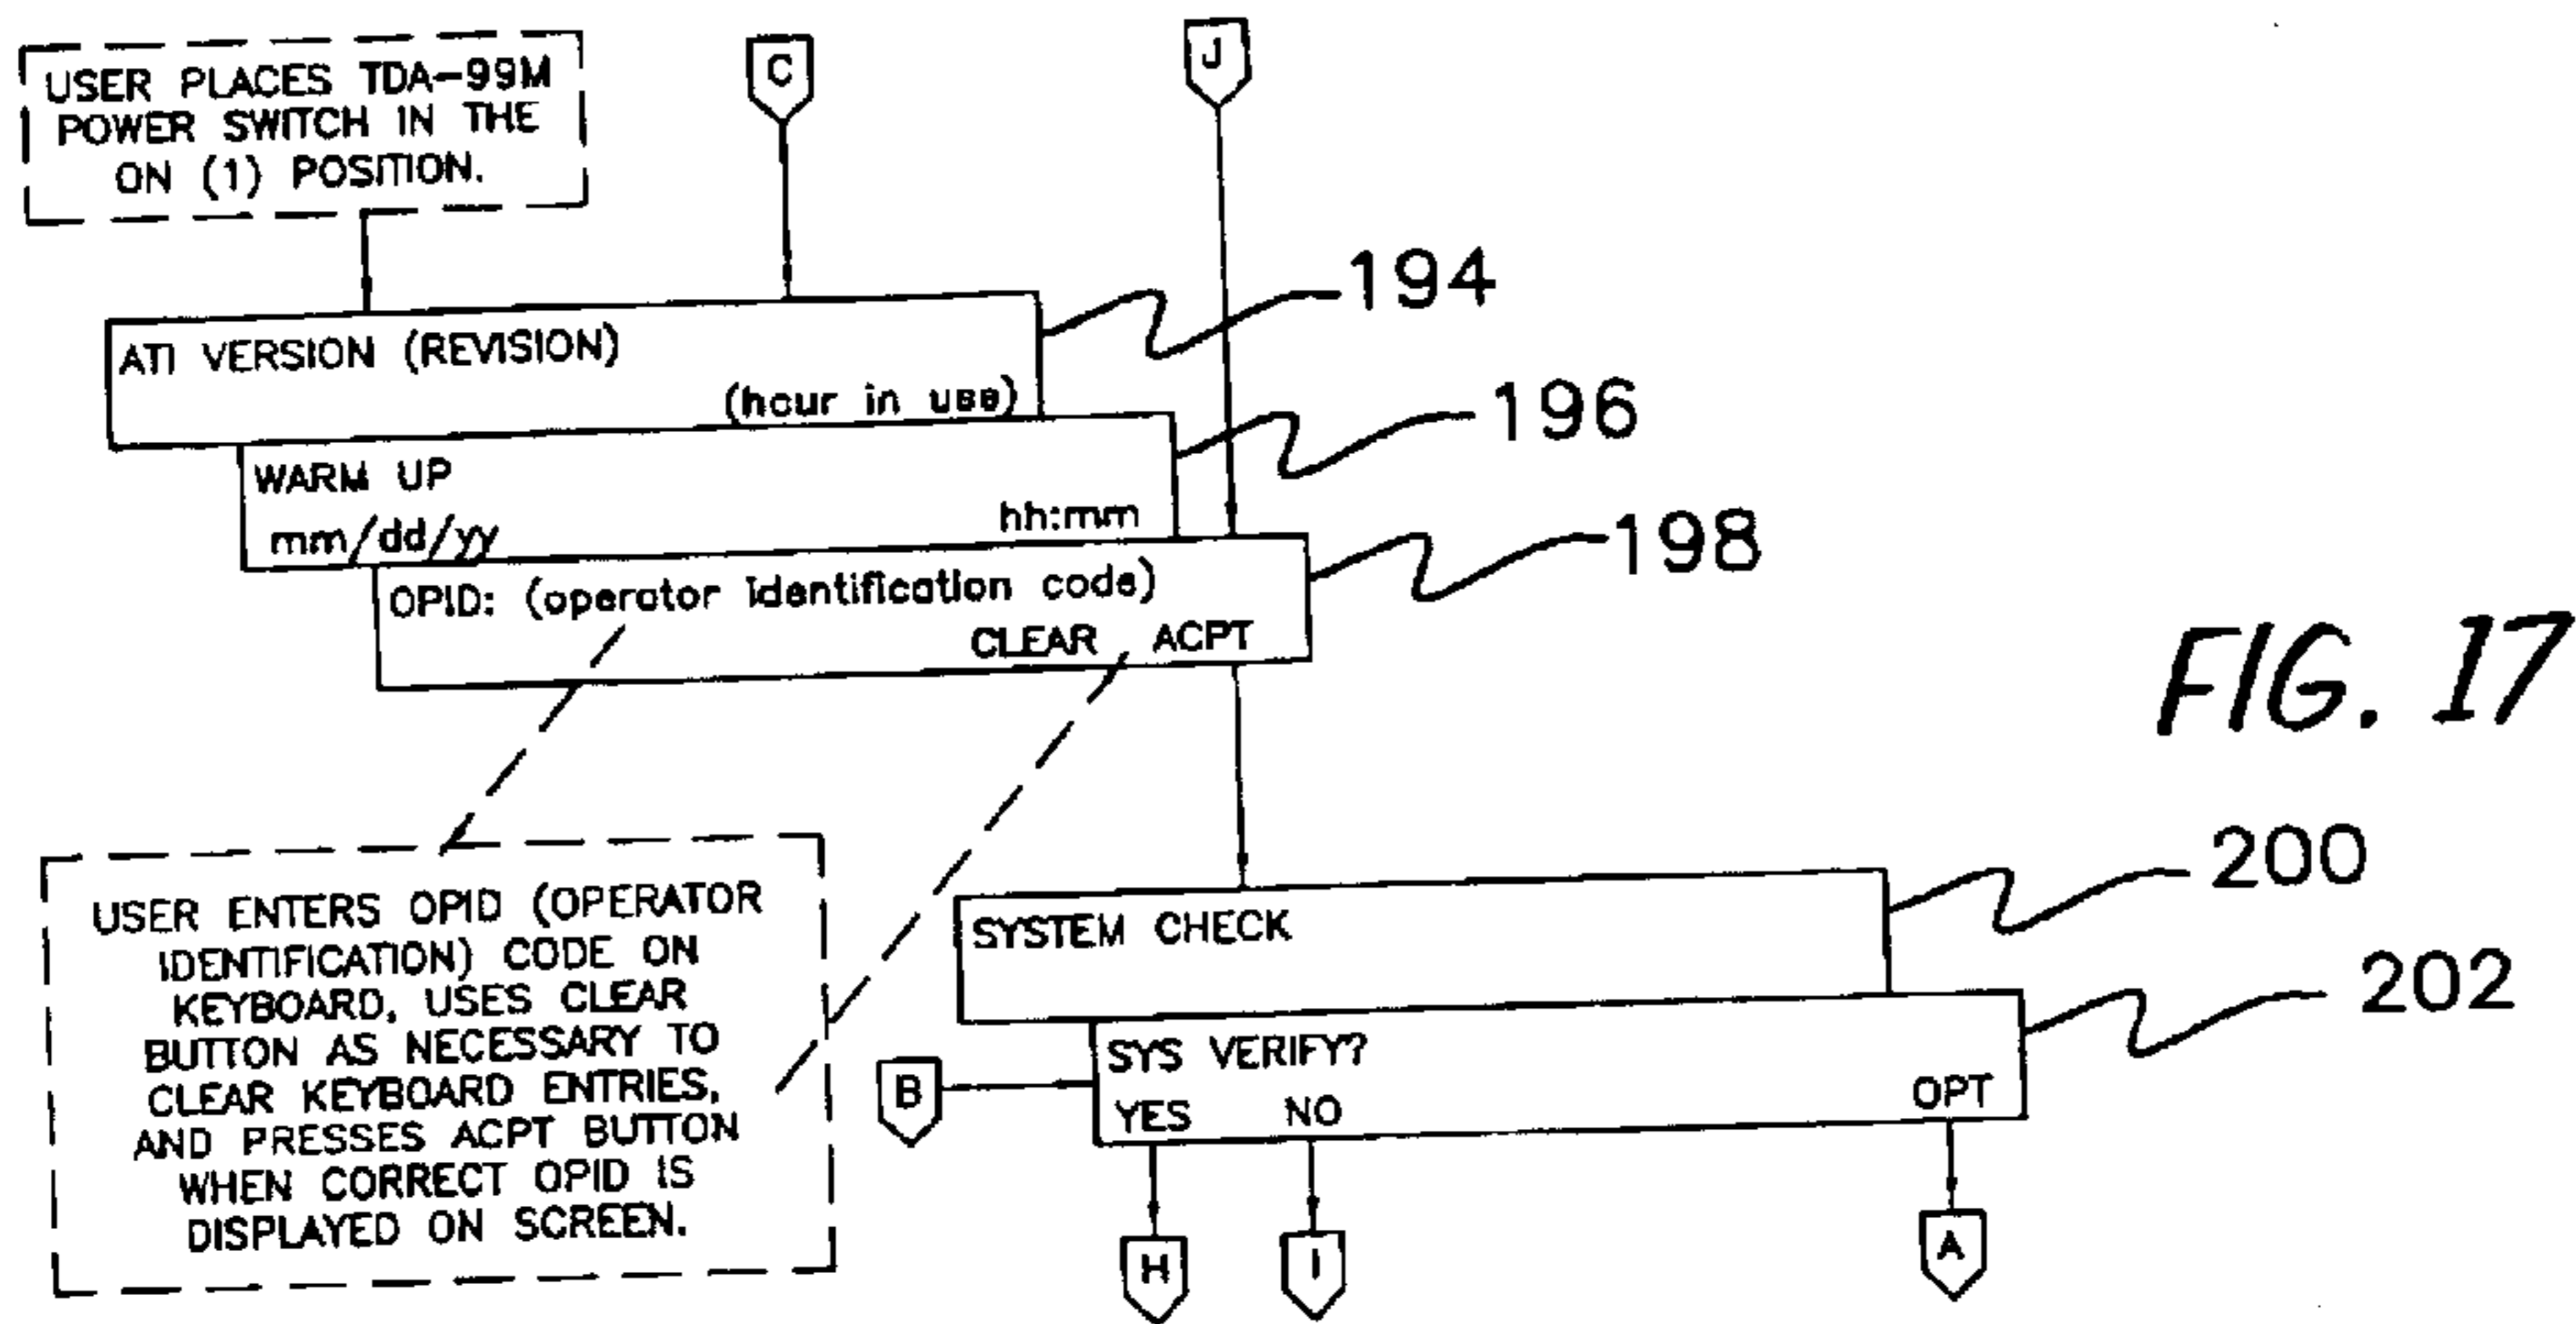 USER PLACES TDA-99M
POWER SWITCH IN THE
ON (1) POSITION.
C
J
194
ATI VERSION (REVISION)
(hour in use)
196
WARM UP
mm/dd/yy hh:mm
198
OPID: (operator identification code)
CLEAR ACPT
FIG. 17
USER ENTERS OPID (OPERATOR
IDENTIFICATION) CODE ON
KEYBOARD, USES CLEAR
BUTTON AS NECESSARY TO
CLEAR KEYBOARD ENTRIES,
AND PRESSES ACPT BUTTON
WHEN CORRECT OPID IS
DISPLAYED ON SCREEN.
200
SYSTEM CHECK
202
SYS VERIFY?
B
YES NO OPT
H I A